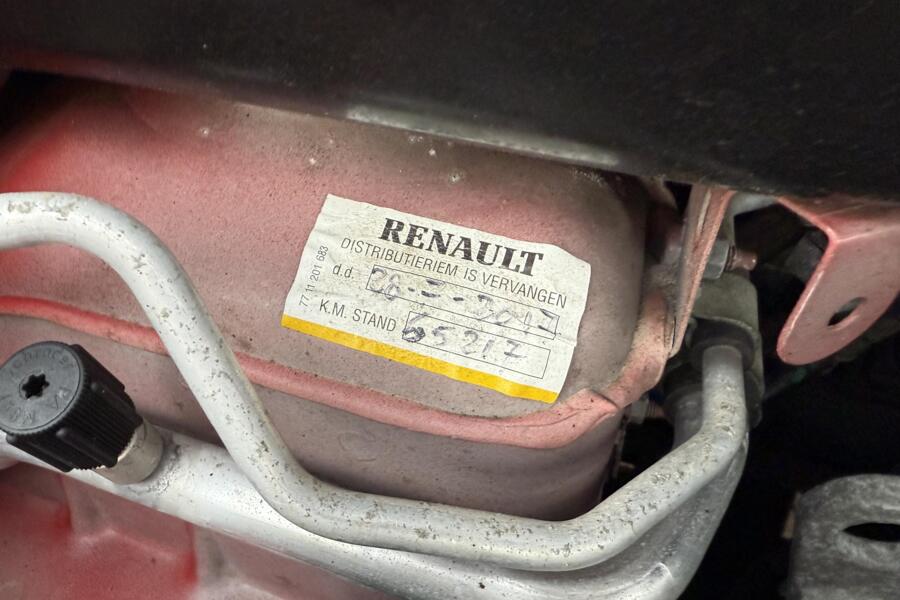 RENAULT
DISTRIBUTIERIEM IS VERVANGEN
d.d.
K.M. STAND 65217
77 11 201 683